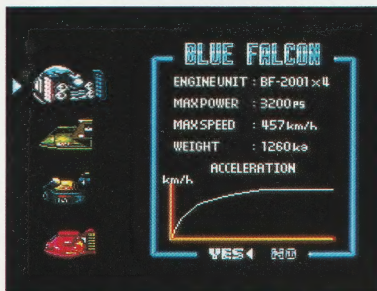 BLUE FALCON
ENGINE UNIT : BF-2001×4
MAX POWER : 3200ps
MAX SPEED : 457km/h
WEIGHT : 1260kg
ACCELERATION
km/h
YES NO